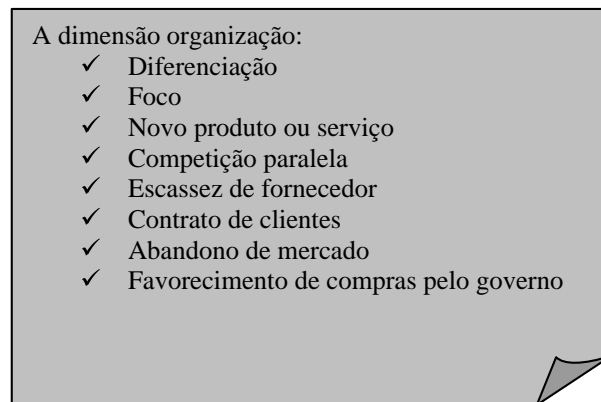 A dimensão organização:
✓ Diferenciação
✓ Foco
✓ Novo produto ou serviço
✓ Competição paralela
✓ Escassez de fornecedor
✓ Contrato de clientes
✓ Abandono de mercado
✓ Favorecimento de compras pelo governo